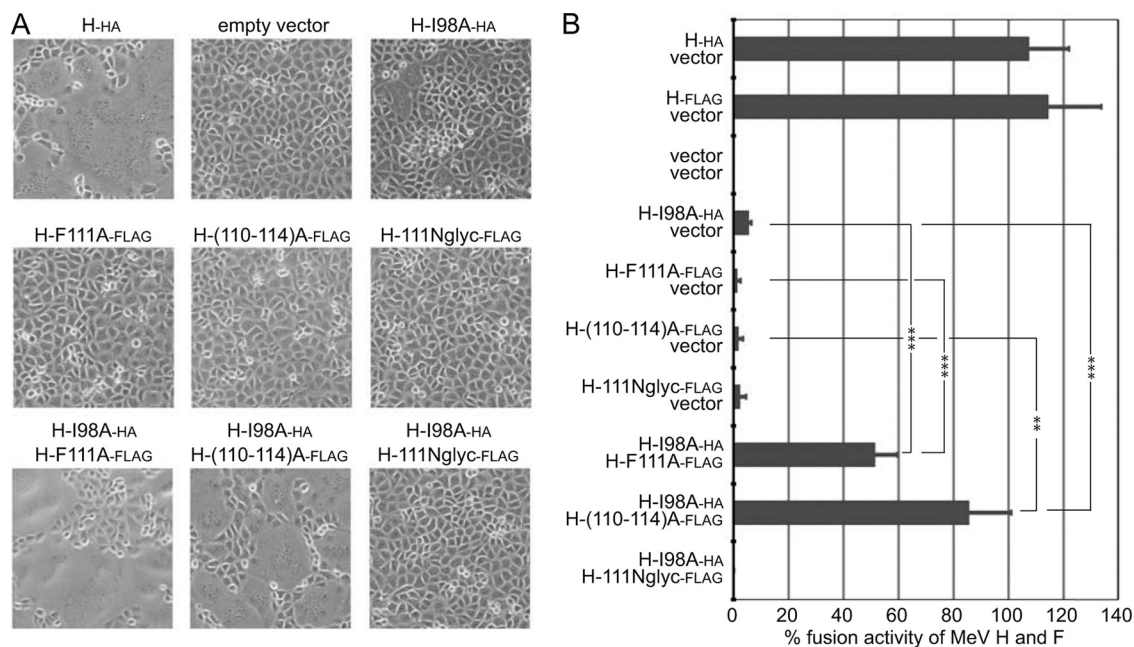 A
H-HA
empty vector
H-I98A-HA
H-F111A-FLAG
H-(110-114)A-FLAG
H-111Nglyc-FLAG
H-I98A-HA
H-F111A-FLAG
H-I98A-HA
H-(110-114)A-FLAG
H-I98A-HA
H-111Nglyc-FLAG
B
H-HA
vector
H-FLAG
vector
vector
vector
H-I98A-HA
vector
H-F111A-FLAG
vector
H-(110-114)A-FLAG
vector
H-111Nglyc-FLAG
vector
H-I98A-HA
H-F111A-FLAG
H-I98A-HA
H-(110-114)A-FLAG
H-I98A-HA
H-111Nglyc-FLAG
***
***
**
***
0 20 40 60 80 100 120 140
% fusion activity of MeV H and F